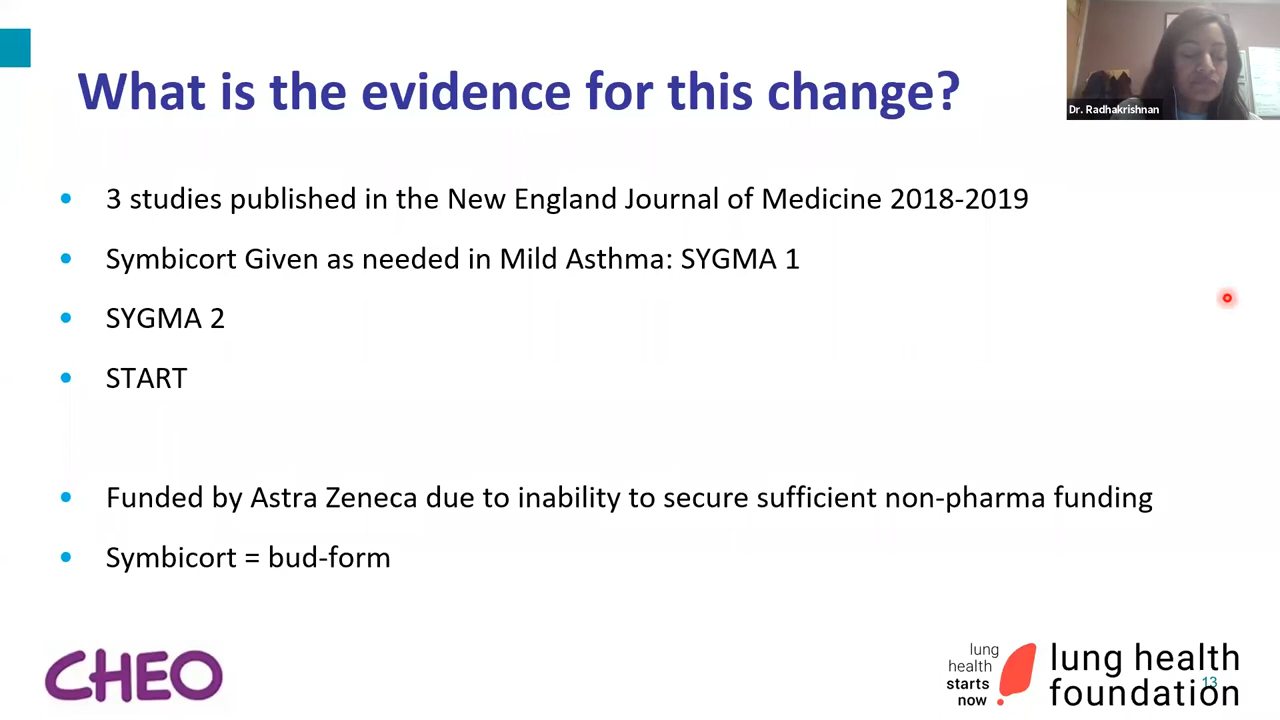 What is the evidence for this change?
Dr. Radhakrishnan
3 studies published in the New England Journal of Medicine 2018-2019
Symbicort Given as needed in Mild Asthma: SYGMA 1
SYGMA 2
START
Funded by Astra Zeneca due to inability to secure sufficient non-pharma funding
Symbicort = bud-form
CHEO
lung
health
starts
now
lung health
foundation
13